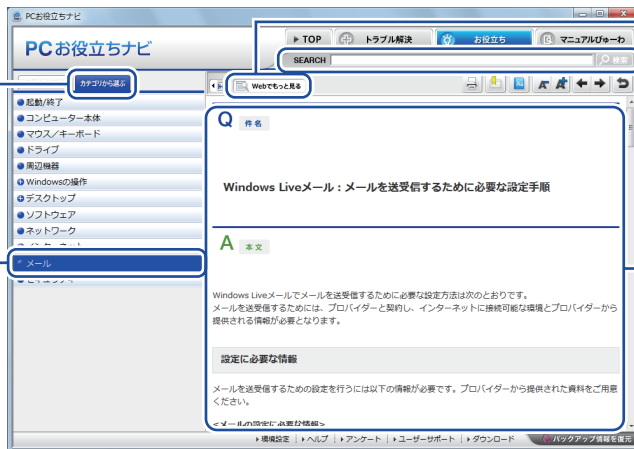 PCお役立ちナビ
PCお役立ちナビ
TOP
トラブル解決
お役立ち
マニュアルびゅーわ
SEARCH
検索
カテゴリから選ぶ
Webでもっと見る
起動/終了
コンピューター本体
マウス/キーボード
ドライブ
周辺機器
Windowsの操作
デスクトップ
ソフトウェア
ネットワーク
メール
Q 件名
Windows Liveメール:メールを送受信するために必要な設定手順
A 本文
Windows Liveメールでメールを送受信するために必要な設定方法は次のとおりです。
メールを送受信するためには、プロバイダーと契約し、インターネットに接続可能な環境とプロバイダーから
提供される情報が必要となります。
設定に必要な情報
メールを送受信するための設定を行うには以下の情報が必要です。プロバイダーから提供された資料をご用意
ください。
<メールの設定に必要な情報>
環境設定 ヘルプ アンケート ユーザーサポート ダウンロード バックアップ情報を復元